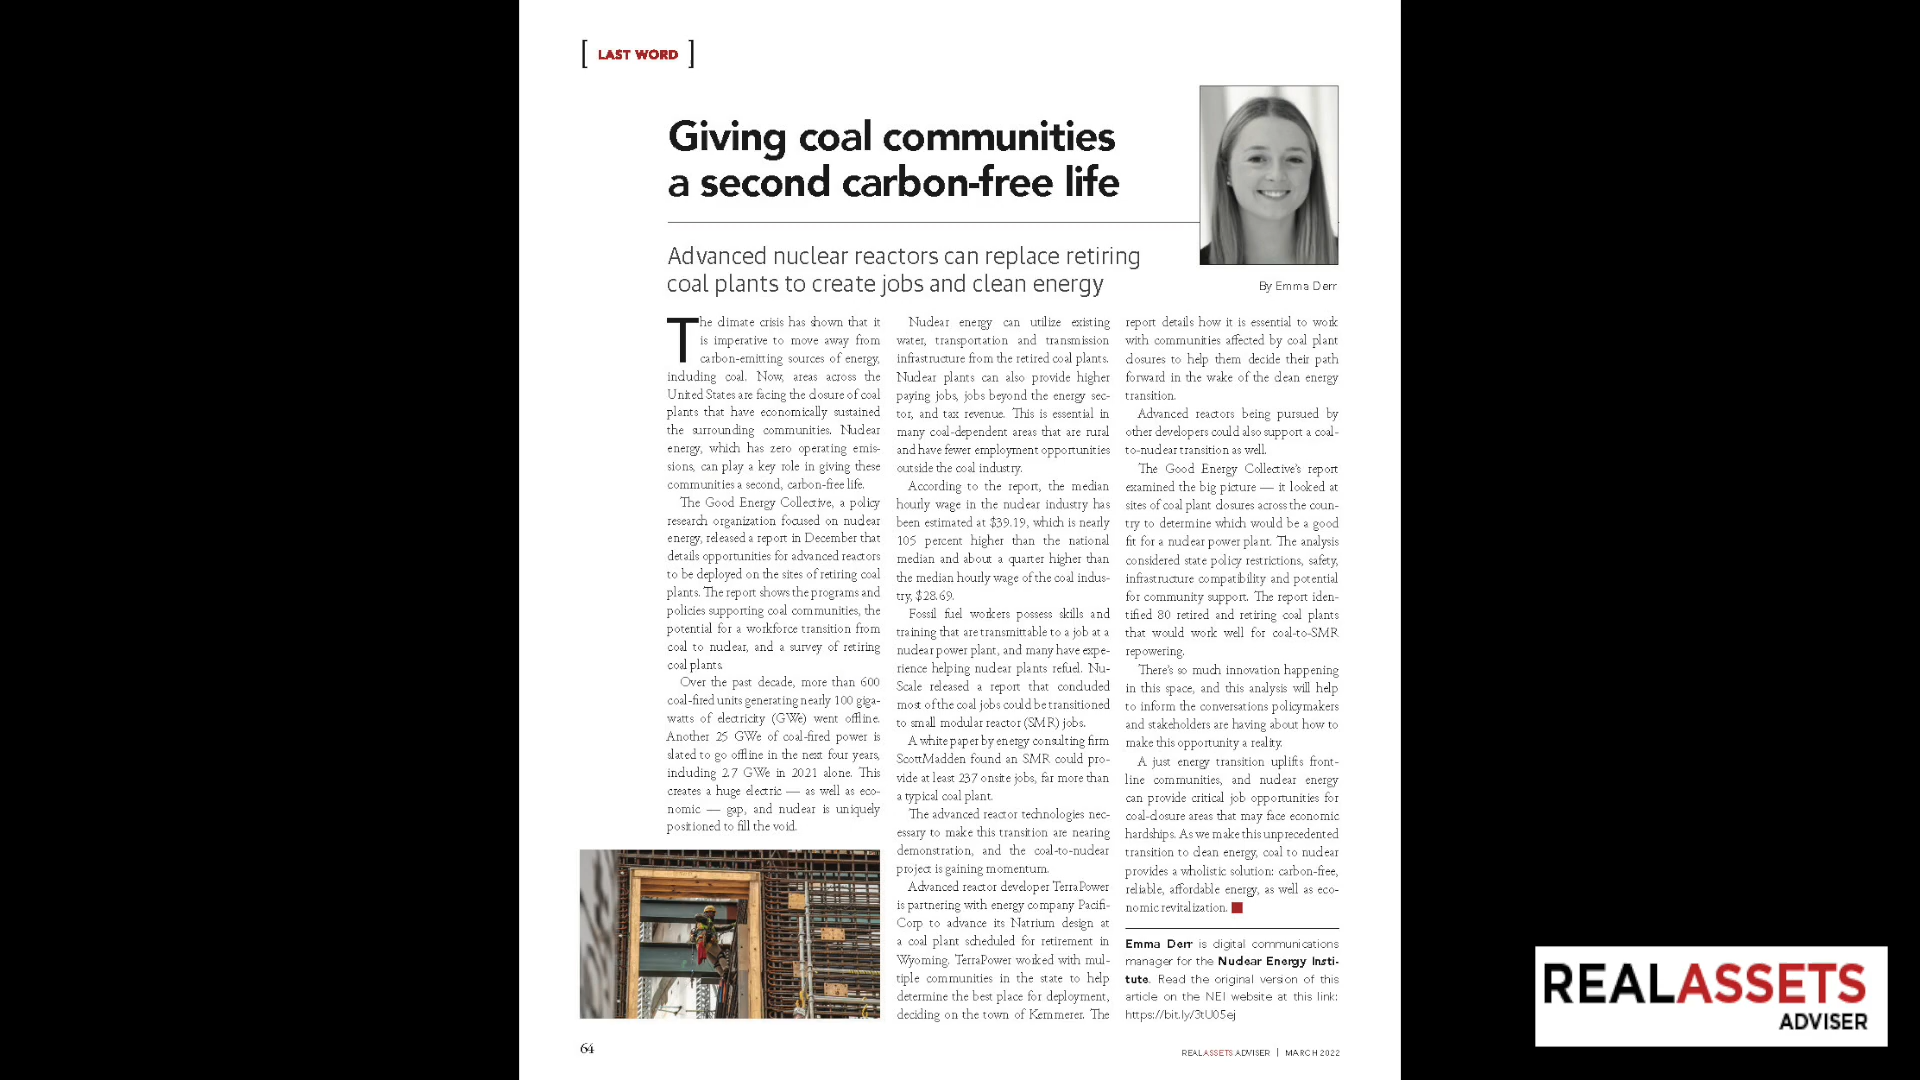 [ LAST WORD ]
Giving coal communities
a second carbon-free life
Advanced nuclear reactors can replace retiring
coal plants to create jobs and clean energy
By Emma Derr
The climate crisis has shown that it
is imperative to move away from
carbon-emitting sources of energy,
including coal. Now, areas across the
United States are facing the closure of coal
plants that have economically sustained
the surrounding communities. Nuclear
energy, which has zero operating emis-
sions, can play a key role in giving these
communities a second, carbon-free life.
The Good Energy Collective, a policy
research organization focused on nuclear
energy, released a report in December that
details opportunities for advanced reactors
to be deployed on the sites of retiring coal
plants. The report shows the programs and
policies supporting coal communities, the
potential for a workforce transition from
coal to nuclear, and a survey of retiring
coal plants.
Over the past decade, more than 600
coal-fired units generating nearly 100 giga-
watts of electricity (GWe) went offline.
Another 25 GWe of coal-fired power is
slated to go offline in the next four years,
including 2.7 GWe in 2021 alone. This
creates a huge electric — as well as eco-
nomic — gap, and nuclear is uniquely
positioned to fill the void.
Nuclear energy can utilize existing
water, transportation and transmission
infrastructure from the retired coal plants.
Nuclear plants can also provide higher
paying jobs, jobs beyond the energy sec-
tor, and tax revenue. This is essential in
many coal-dependent areas that are rural
and have fewer employment opportunities
outside the coal industry.
According to the report, the median
hourly wage in the nuclear industry has
been estimated at $39.19, which is nearly
105 percent higher than the national
median and about a quarter higher than
the median hourly wage of the coal indus-
try, $28.69.
Fossil fuel workers possess skills and
training that are transmittable to a job at a
nuclear power plant, and many have expe-
rience helping nuclear plants refuel. Nu-
Scale released a report that concluded
most of the coal jobs could be transitioned
to small modular reactor (SMR) jobs.
A white paper by energy consulting firm
ScottMadden found an SMR could pro-
vide at least 237 onsite jobs, far more than
a typical coal plant.
The advanced reactor technologies nec-
essary to make this transition are nearing
demonstration, and the coal-to-nuclear
project is gaining momentum.
Advanced reactor developer TerraPower
is partnering with energy company Pacifi-
Corp to advance its Natrium design at
a coal plant scheduled for retirement in
Wyoming. TerraPower worked with mul-
tiple communities in the state to help
determine the best place for deployment,
deciding on the town of Kemmerer. The
report details how it is essential to work
with communities affected by coal plant
closures to help them decide their path
forward in the wake of the clean energy
transition.
Advanced reactors being pursued by
other developers could also support a coal-
to-nuclear transition as well.
The Good Energy Collective's report
examined the big picture — it looked at
sites of coal plant closures across the coun-
try to determine which would be a good
fit for a nuclear power plant. The analysis
considered state policy restrictions, safety,
infrastructure compatibility and potential
for community support. The report iden-
tified 80 retired and retiring coal plants
that would work well for coal-to-SMR
repowering.
There's so much innovation happening
in this space, and this analysis will help
to inform the conversations policymakers
and stakeholders are having about how to
make this opportunity a reality.
A just energy transition uplifts front-
line communities, and nuclear energy
can provide critical job opportunities for
coal-closure areas that may face economic
hardships. As we make this unprecedented
transition to clean energy, coal to nuclear
provides a wholistic solution: carbon-free,
reliable, affordable energy, as well as eco-
nomic revitalization.
Emma Derr is digital communications
manager for the Nuclear Energy Insti-
tute. Read the original version of this
article on the NEI website at this link:
https://bit.ly/3tU05ej
64
REALASSETS ADVISER | MARCH 2022
REALASSETS
ADVISER